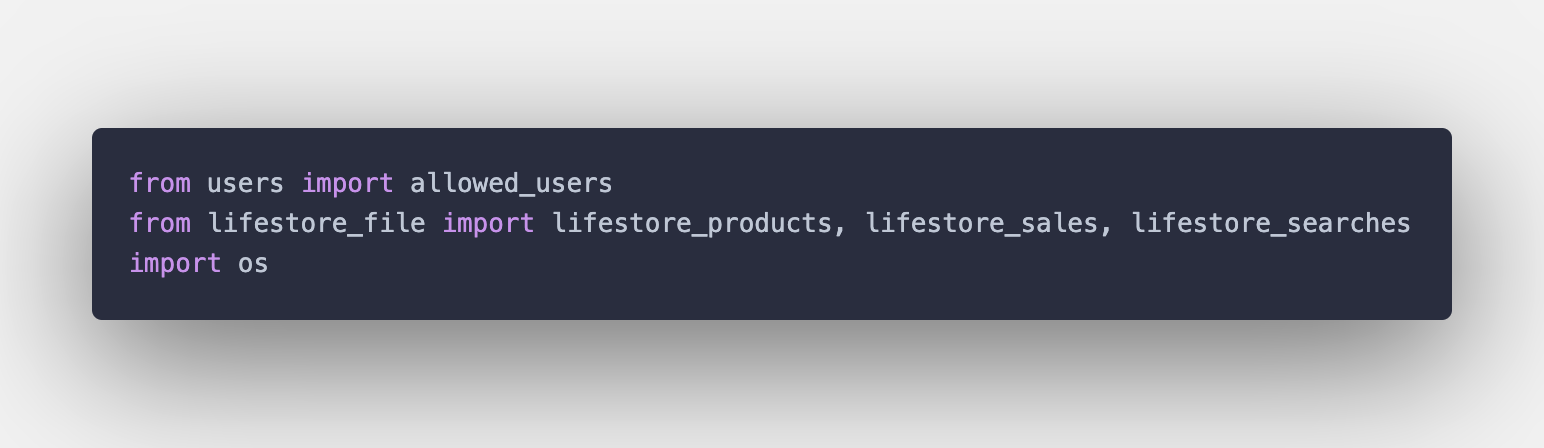 from users import allowed_users
from lifestore_file import lifestore_products, lifestore_sales, lifestore_searches
import os